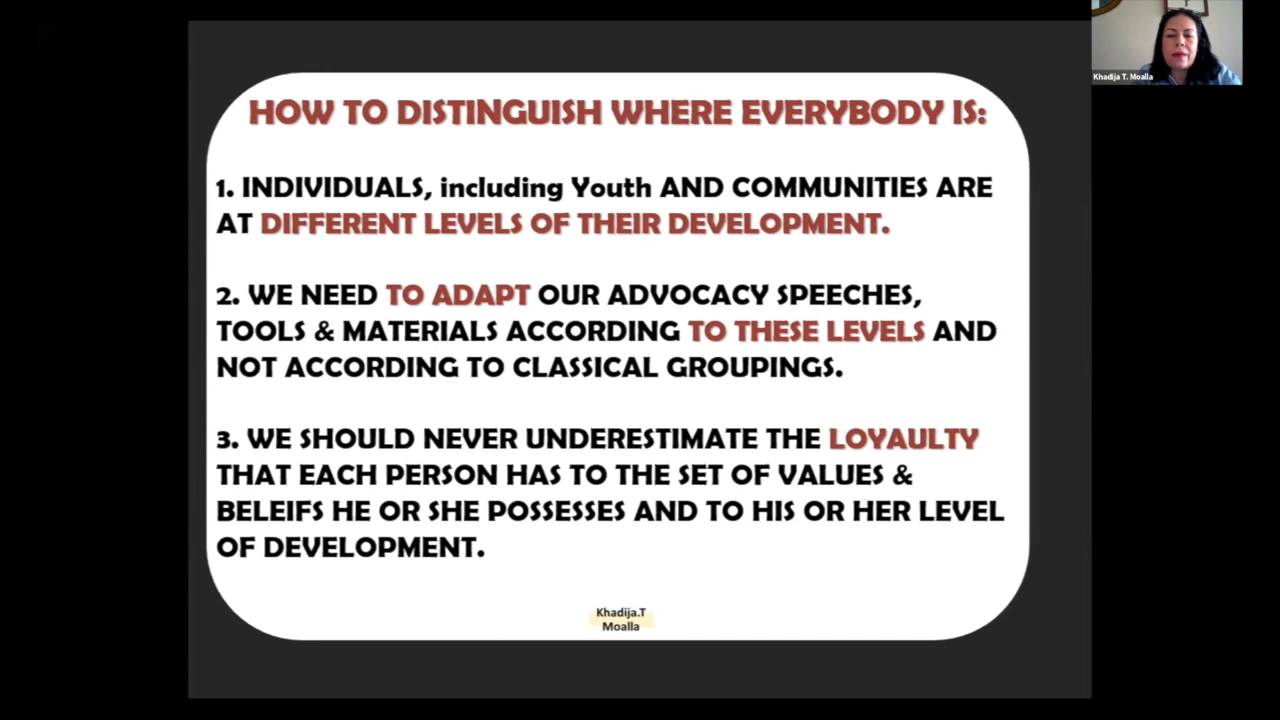 HOW TO DISTINGUISH WHERE EVERYBODY IS:
1. INDIVIDUALS, including Youth AND COMMUNITIES ARE
AT DIFFERENT LEVELS OF THEIR DEVELOPMENT.
2. WE NEED TO ADAPT OUR ADVOCACY SPEECHES,
TOOLS & MATERIALS ACCORDING TO THESE LEVELS AND
NOT ACCORDING TO CLASSICAL GROUPINGS.
3. WE SHOULD NEVER UNDERESTIMATE THE LOYAULTY
THAT EACH PERSON HAS TO THE SET OF VALUES &
BELEIFS HE OR SHE POSSESSES AND TO HIS OR HER LEVEL
OF DEVELOPMENT.
Khadija.T
Moalla
Khadija T. Moalla